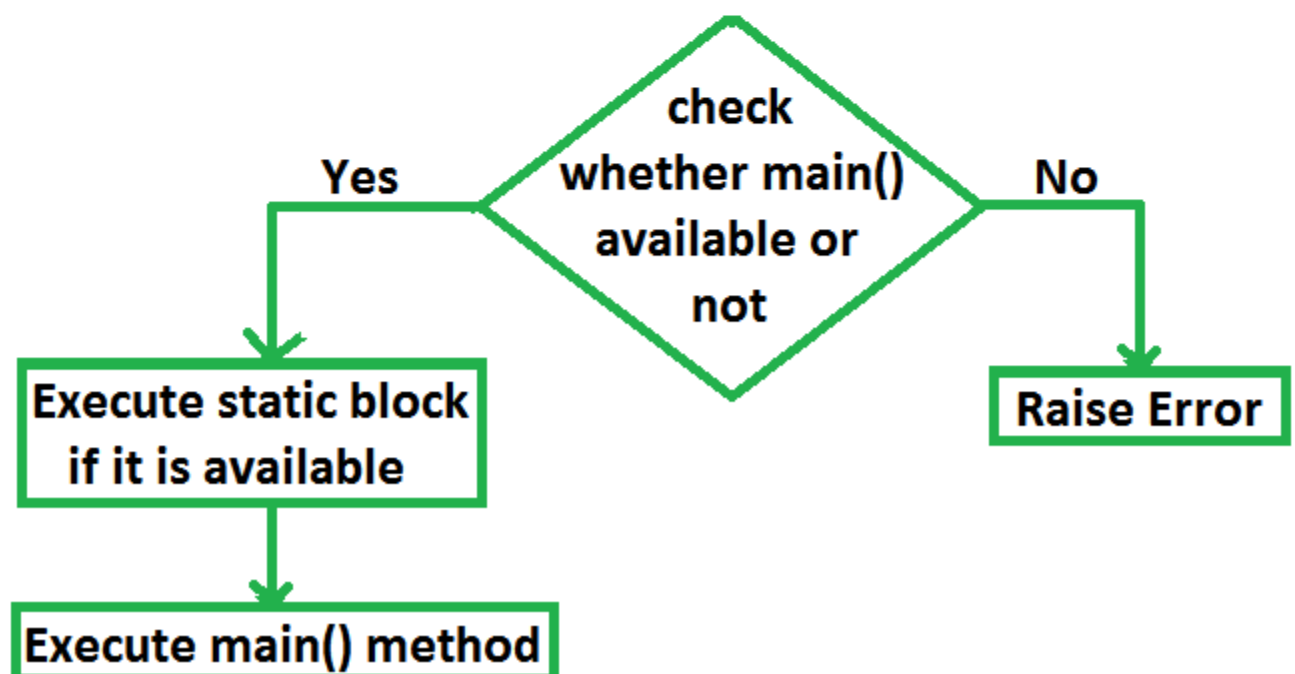 check
whether main()
available or
not
Yes
No
Execute static block
if it is available
Raise Error
Execute main() method